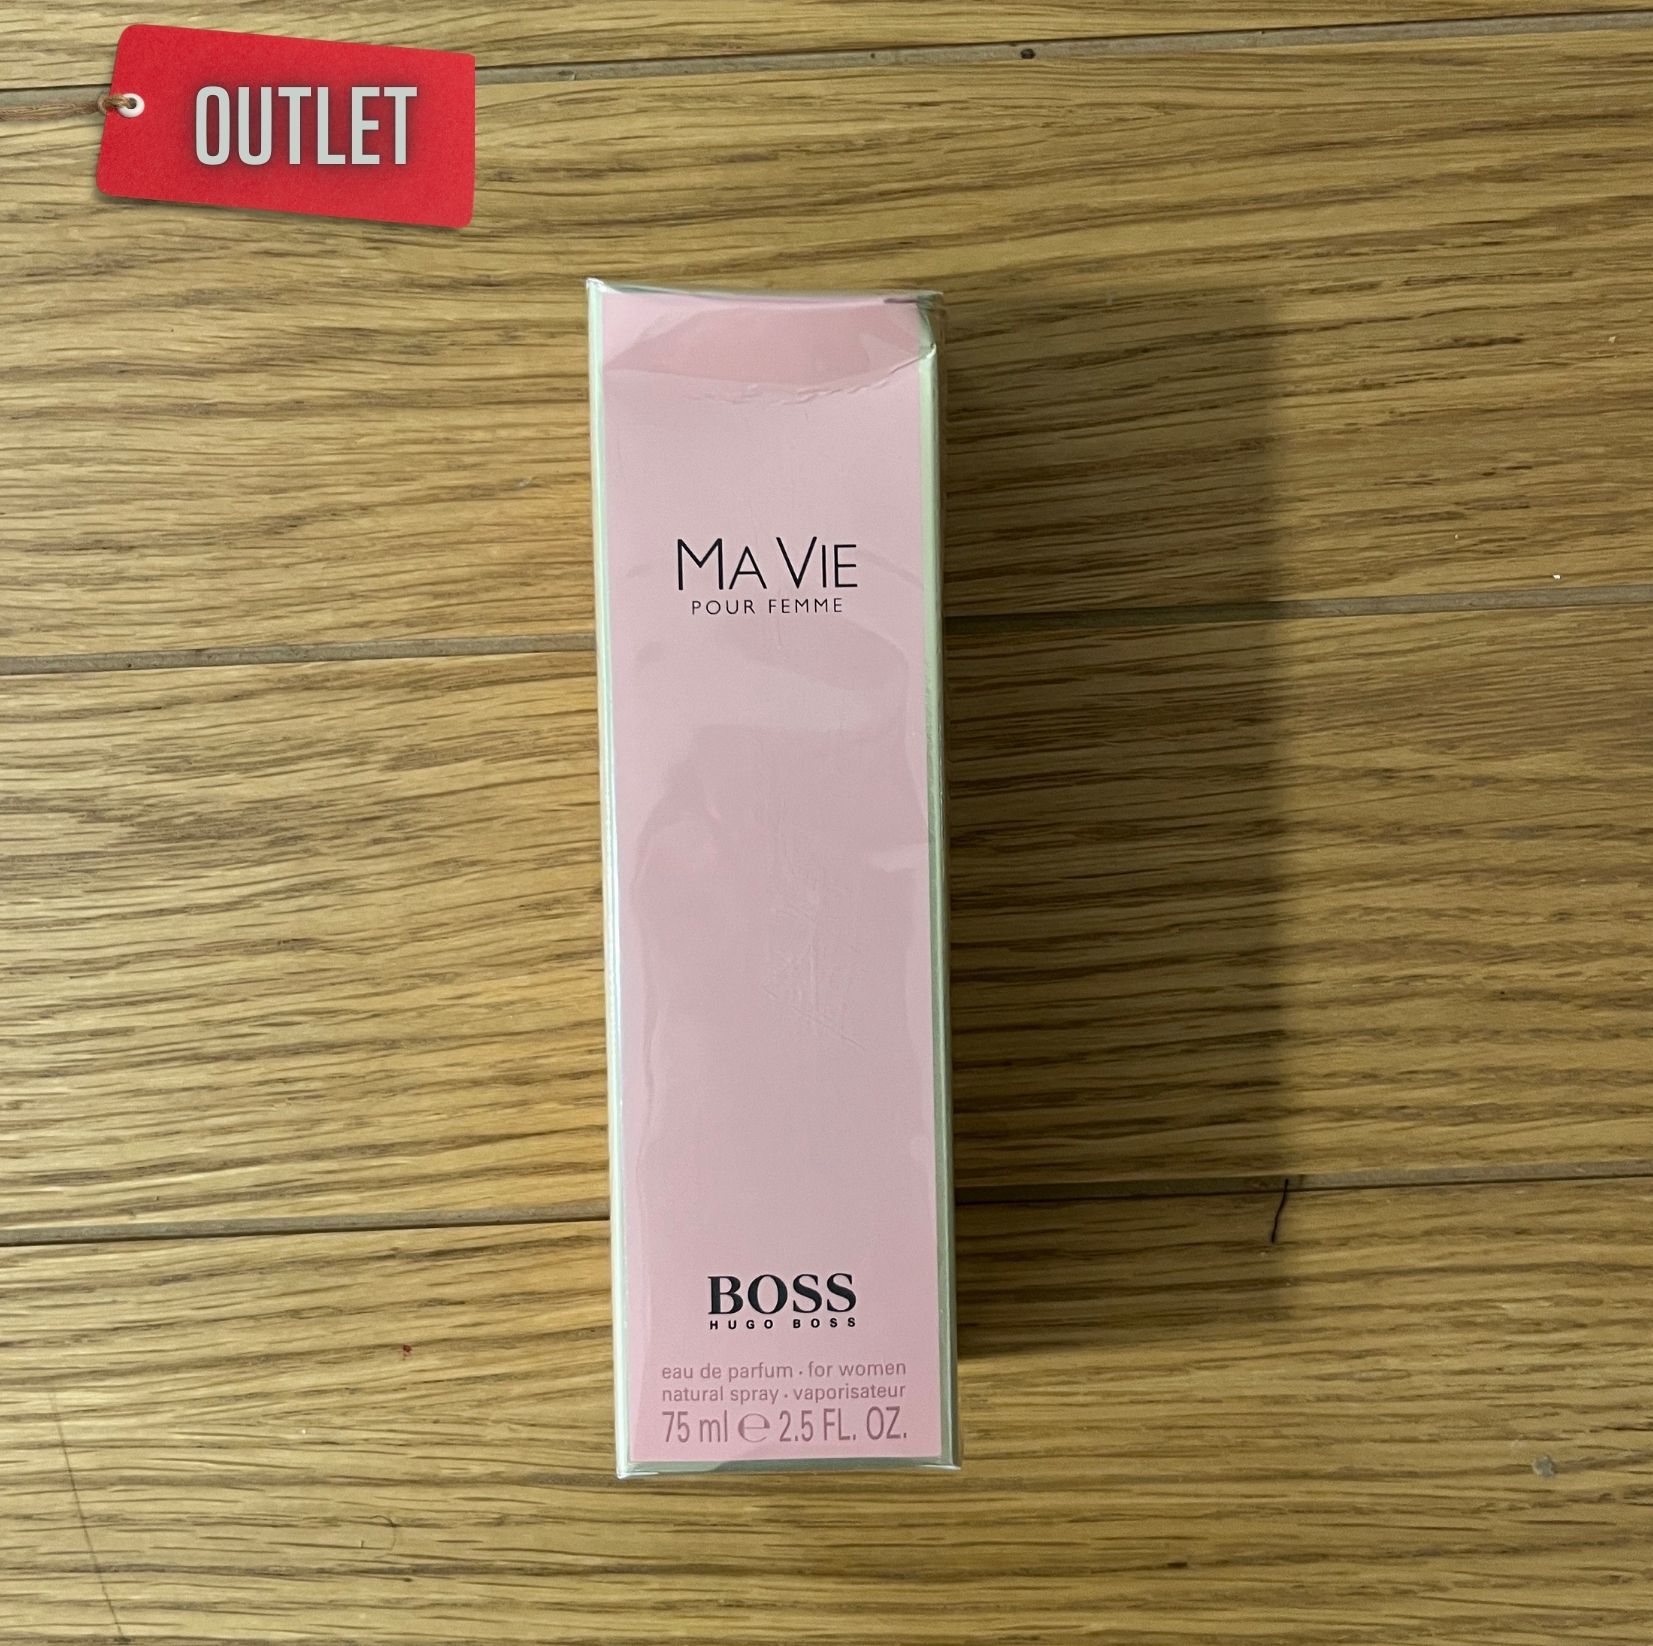 OUTLET
MA VIE
POUR FEMME
BOSS
HUGO BOSS
eau de parfum · for women
natural spray · vaporisateur
75 ml ℮ 2.5 FL. OZ.